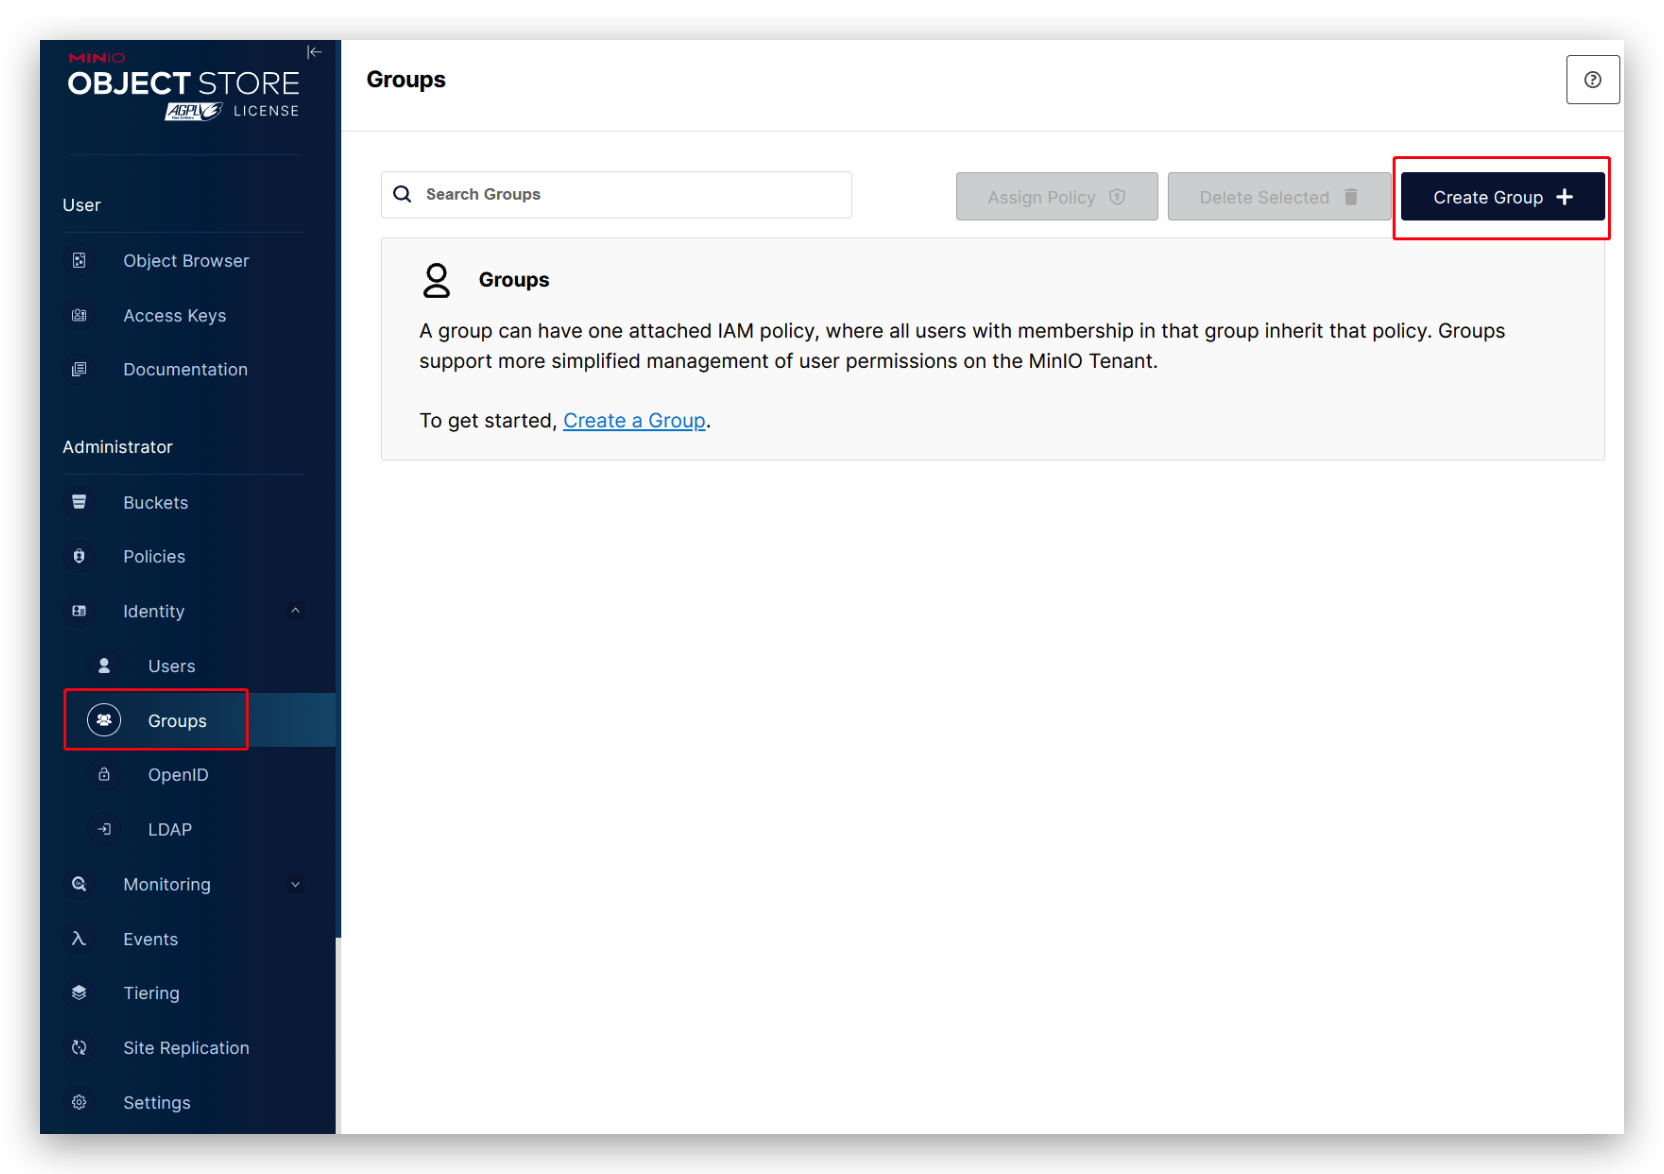 MINIO
OBJECT STORE
AGPL v3 LICENSE
User
Object Browser
Access Keys
Documentation
Administrator
Buckets
Policies
Identity
Users
Groups
OpenID
LDAP
Monitoring
Events
Tiering
Site Replication
Settings
Groups
Search Groups
Assign Policy
Delete Selected
Create Group +
Groups
A group can have one attached IAM policy, where all users with membership in that group inherit that policy. Groups
support more simplified management of user permissions on the MinIO Tenant.
To get started, Create a Group.